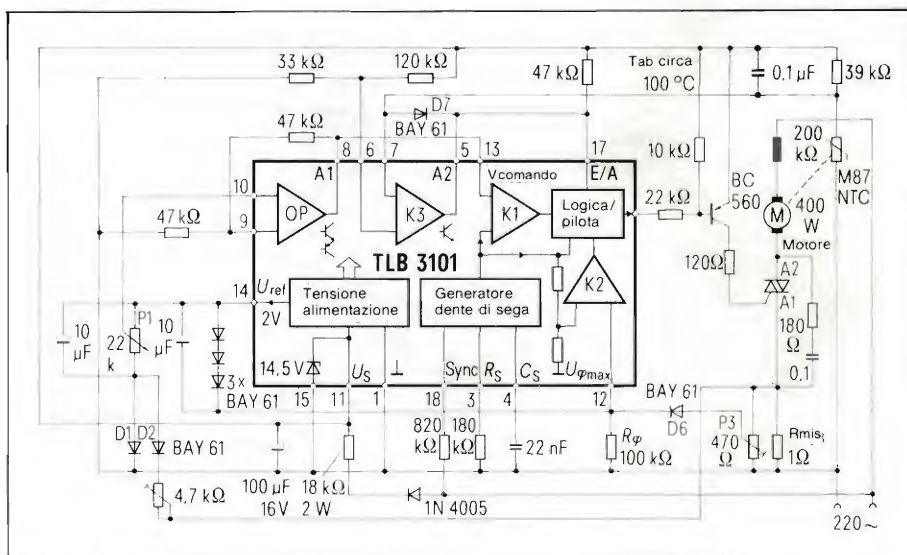 33 kΩ
120 kΩ
47 kΩ
Tab circa
100 °C
0,1 µF
39 kΩ
47 kΩ
D7
BAY 61
8
6
7
5
13
17
A1
A2
Vcomando
E/A
10 kΩ
200
kΩ
M87
NTC
10
OP
K3
K1
Logica/
pilota
22 kΩ
BC
560
M
400
W
Motore
47 kΩ
9
TLB 3101
K2
120Ω
A2
A1
14
Uref
2V
Tensione
alimentazione
Generatore
dente di sega
180
Ω
0,1
10
µF
P1
22
k
10
µF
14,5 V
US
⊥
Sync
RS
CS
Uφmax
3x
BAY 61
15
11
1
18
3
4
12
BAY 61
D6
P3
470
Ω
Rmis
1Ω
D1
D2
BAY 61
820
kΩ
180
kΩ
22 nF
Rφ
100 kΩ
4,7 kΩ
100 µF
16V
18 kΩ
2 W
1N 4005
220 ~